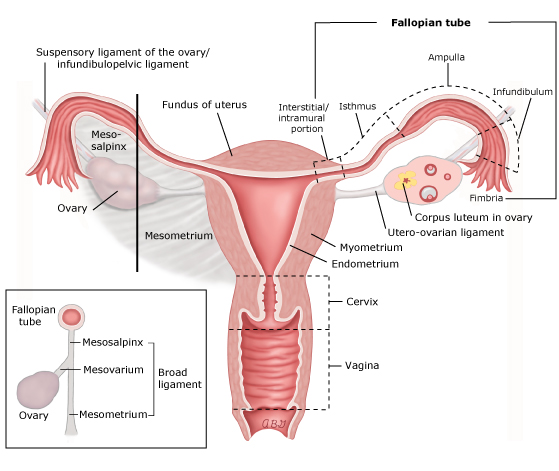 Fallopian tube
Suspensory ligament of the ovary/
infundibulopelvic ligament
Ampulla
Infundibulum
Fundus of uterus
Interstitial/
intramural
portion
Isthmus
Meso-
salpinx
Ovary
Mesometrium
Fimbria
Corpus luteum in ovary
Utero-ovarian ligament
Myometrium
Endometrium
Cervix
Vagina
Fallopian
tube
Mesosalpinx
Mesovarium
Broad
ligament
Ovary
Mesometrium